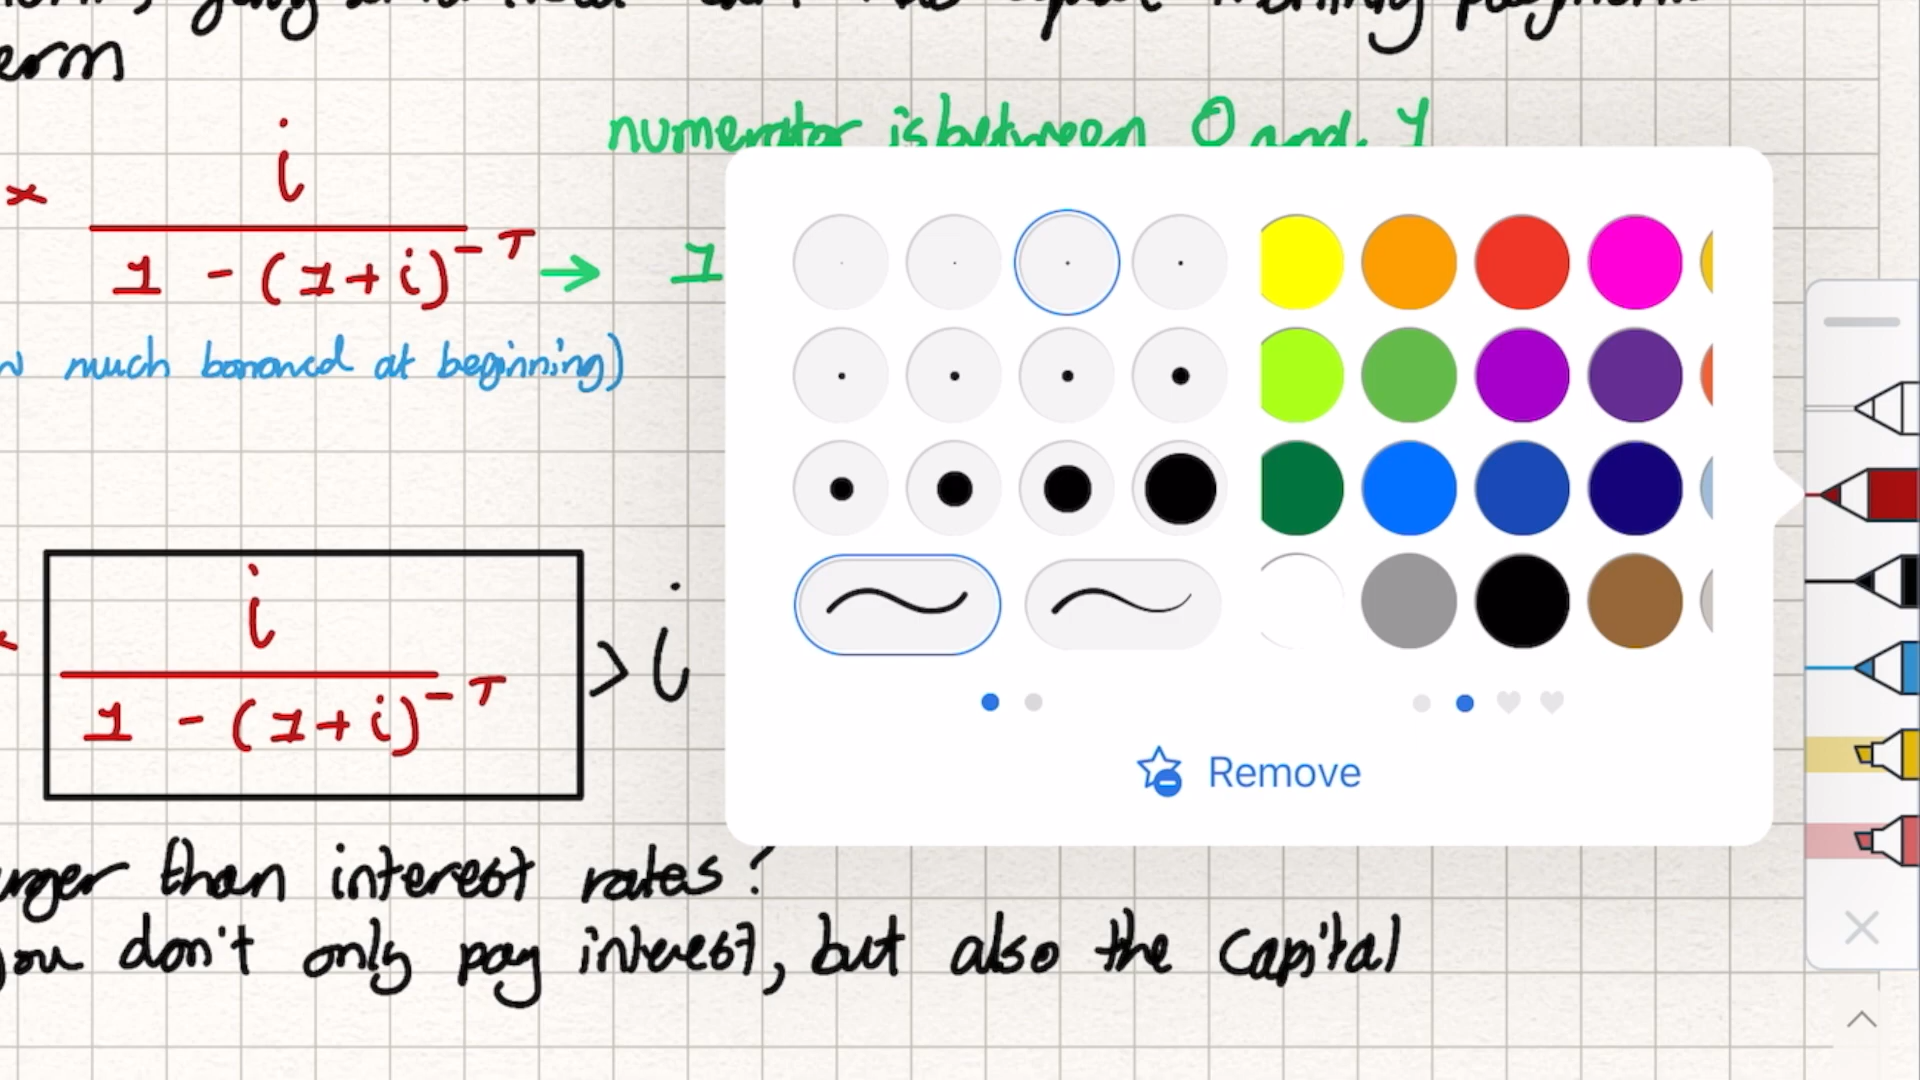 erm
numerator is between 0 and 1
× i
1 - (1+i)^-T → 1
much borrowed at beginning)
i
1 - (1+i)^-T > i
Remove
arger than interest rates?
you don't only pay interest, but also the capital